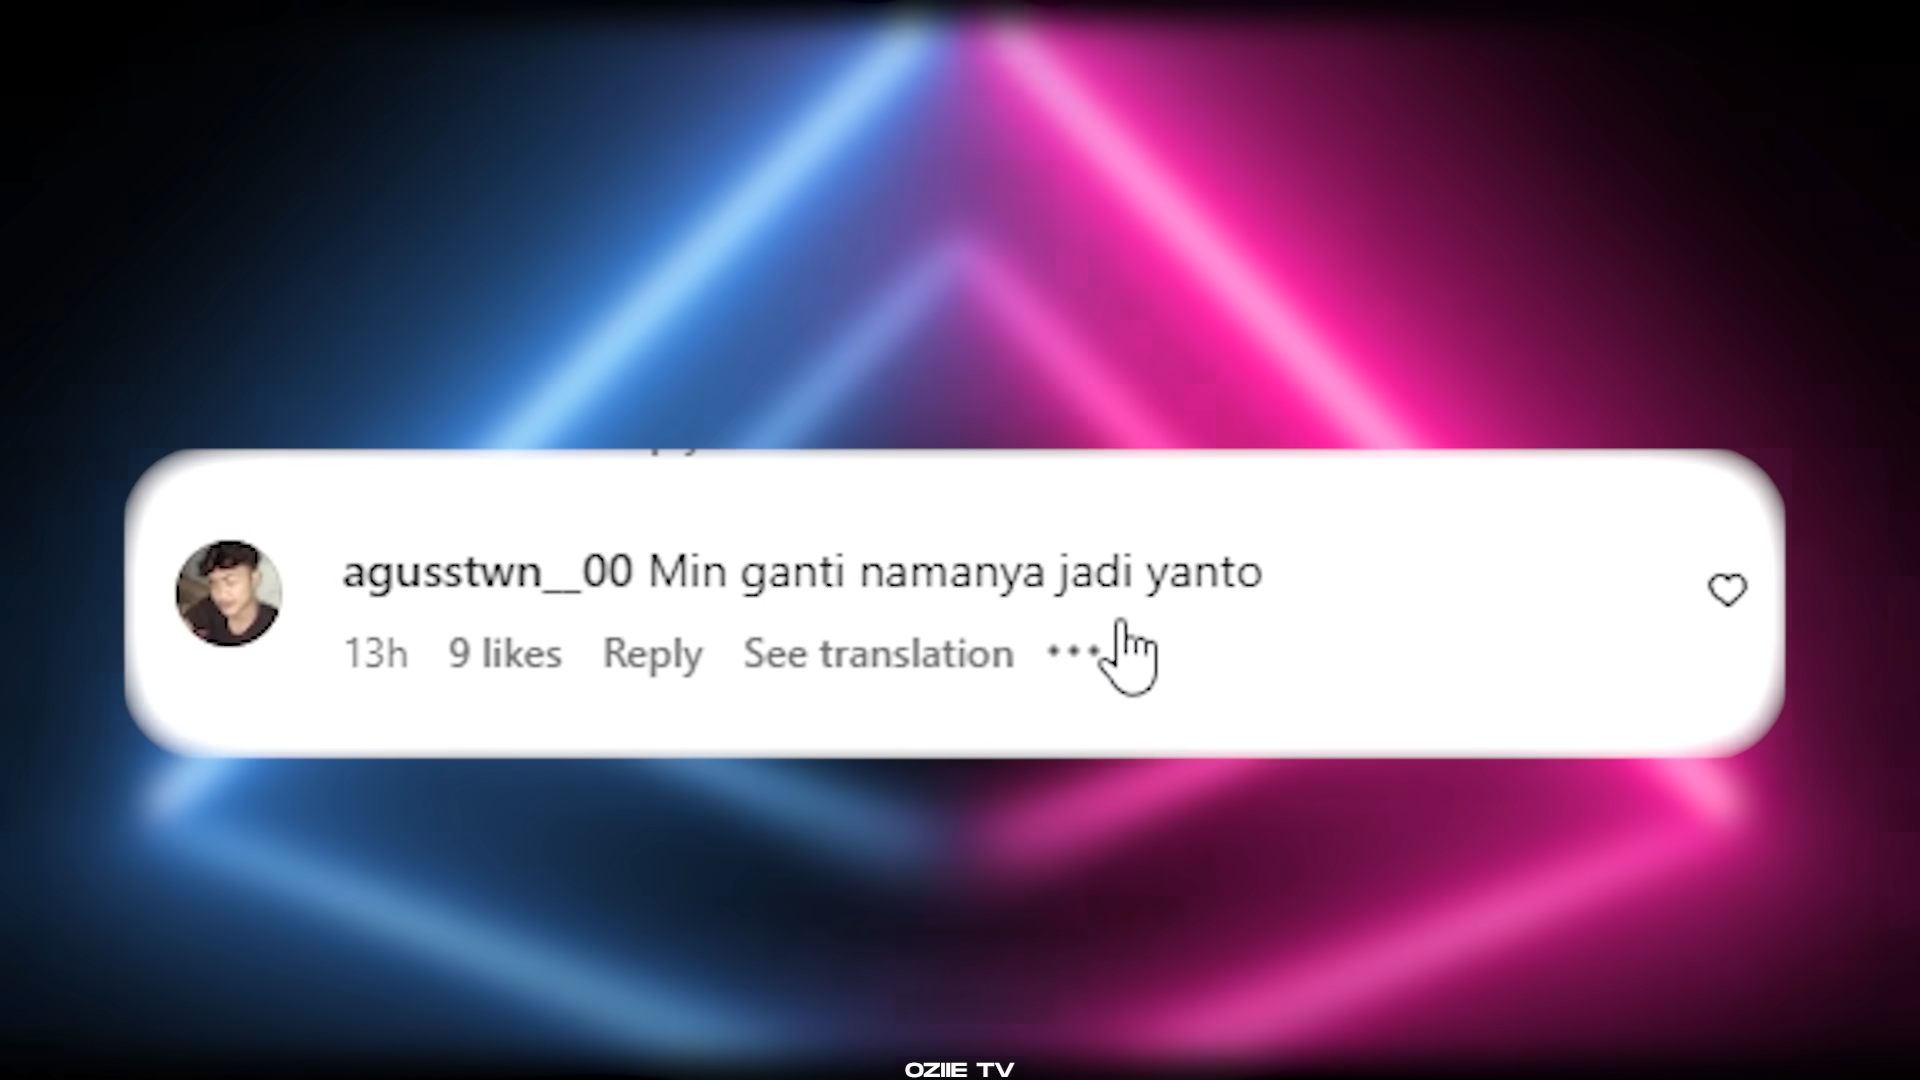 agusstwn__00 Min ganti namanya jadi yanto
13h 9 likes Reply See translation •••
OZIIE TV